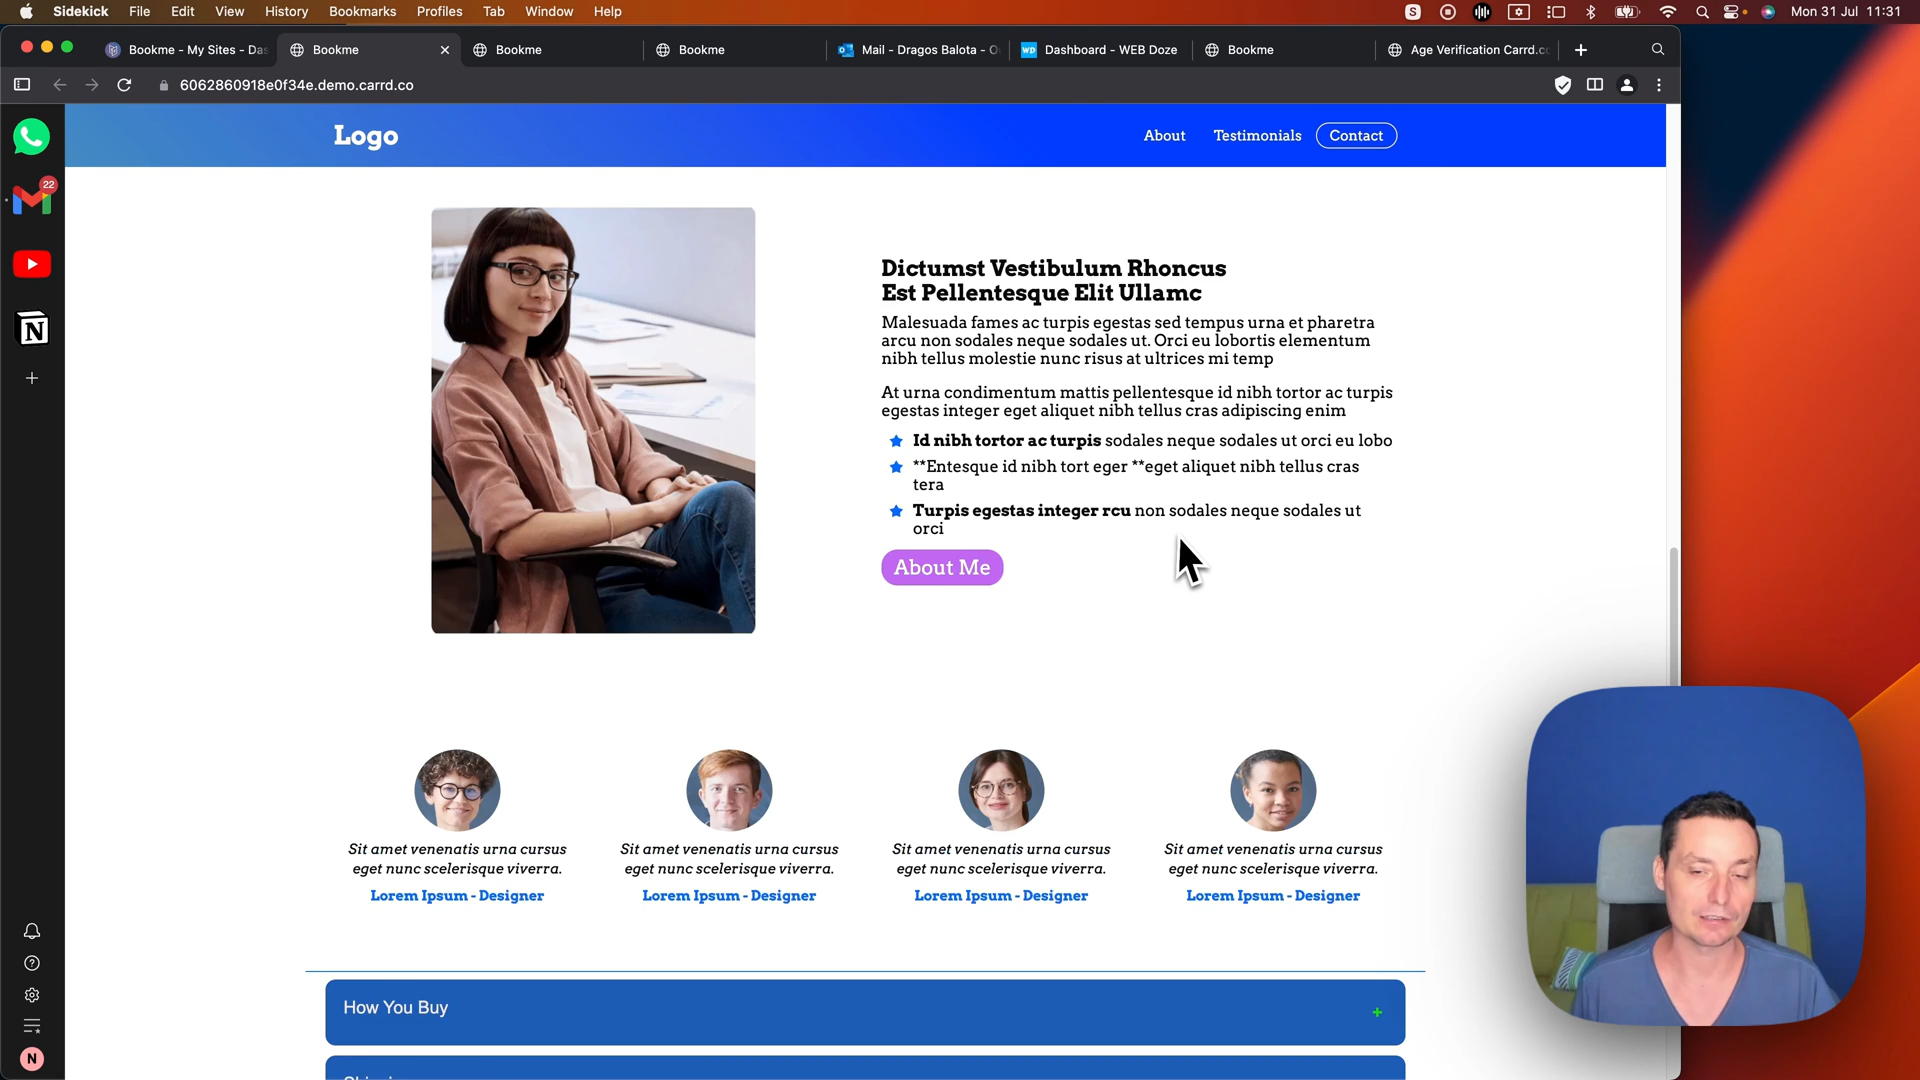 Sidekick File Edit View History Bookmarks Profiles Tab Window Help S Mon 31 Jul 11:31
Bookme - My Sites - Das Bookme Bookme Bookme Mail - Dragos Balota - O WD Dashboard - WEB Doze Bookme Age Verification Carrd.co
6062860918e0f34e.demo.carrd.co
22
N
N
Logo About Testimonials Contact
Dictumst Vestibulum Rhoncus
Est Pellentesque Elit Ullamc
Malesuada fames ac turpis egestas sed tempus urna et pharetra
arcu non sodales neque sodales ut. Orci eu lobortis elementum
nibh tellus molestie nunc risus at ultrices mi temp
At urna condimentum mattis pellentesque id nibh tortor ac turpis
egestas integer eget aliquet nibh tellus cras adipiscing enim
Id nibh tortor ac turpis sodales neque sodales ut orci eu lobo
**Entesque id nibh tort eger **eget aliquet nibh tellus cras
tera
Turpis egestas integer rcu non sodales neque sodales ut
orci
About Me
Sit amet venenatis urna cursus
eget nunc scelerisque viverra.
Lorem Ipsum - Designer
Sit amet venenatis urna cursus
eget nunc scelerisque viverra.
Lorem Ipsum - Designer
Sit amet venenatis urna cursus
eget nunc scelerisque viverra.
Lorem Ipsum - Designer
Sit amet venenatis urna cursus
eget nunc scelerisque viverra.
Lorem Ipsum - Designer
How You Buy +